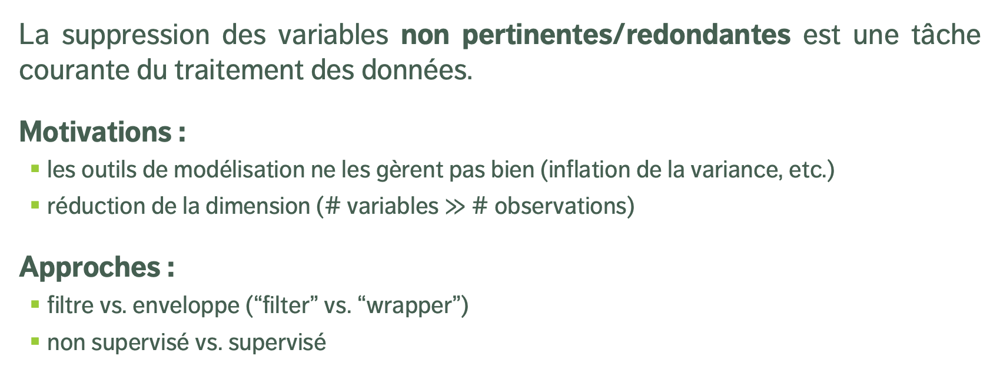 La suppression des variables non pertinentes/redondantes est une tâche
courante du traitement des données.
Motivations :
▪ les outils de modélisation ne les gèrent pas bien (inflation de la variance, etc.)
▪ réduction de la dimension (# variables ≫ # observations)
Approches :
▪ filtre vs. enveloppe (“filter” vs. “wrapper”)
▪ non supervisé vs. supervisé